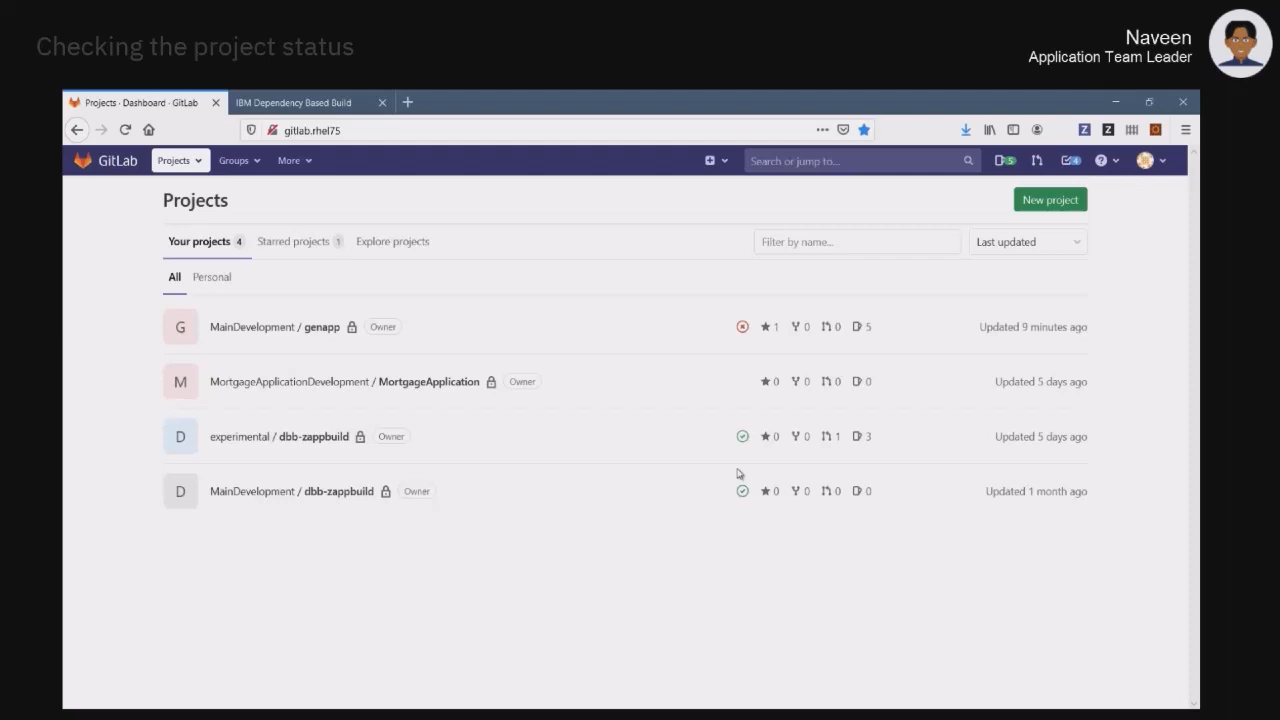 Checking the project status
Naveen
Application Team Leader
Projects · Dashboard · GitLab
IBM Dependency Based Build
gitlab.rhel75
GitLab
Projects
Groups
More
Search or jump to...
5
4
Projects
New project
Your projects 4
Starred projects 1
Explore projects
Filter by name...
Last updated
All
Personal
G
MainDevelopment / genapp
Owner
1
0
0
5
Updated 9 minutes ago
M
MortgageApplicationDevelopment / MortgageApplication
Owner
0
0
0
0
Updated 5 days ago
D
experimental / dbb-zappbuild
Owner
0
0
1
3
Updated 5 days ago
D
MainDevelopment / dbb-zappbuild
Owner
0
0
0
0
Updated 1 month ago